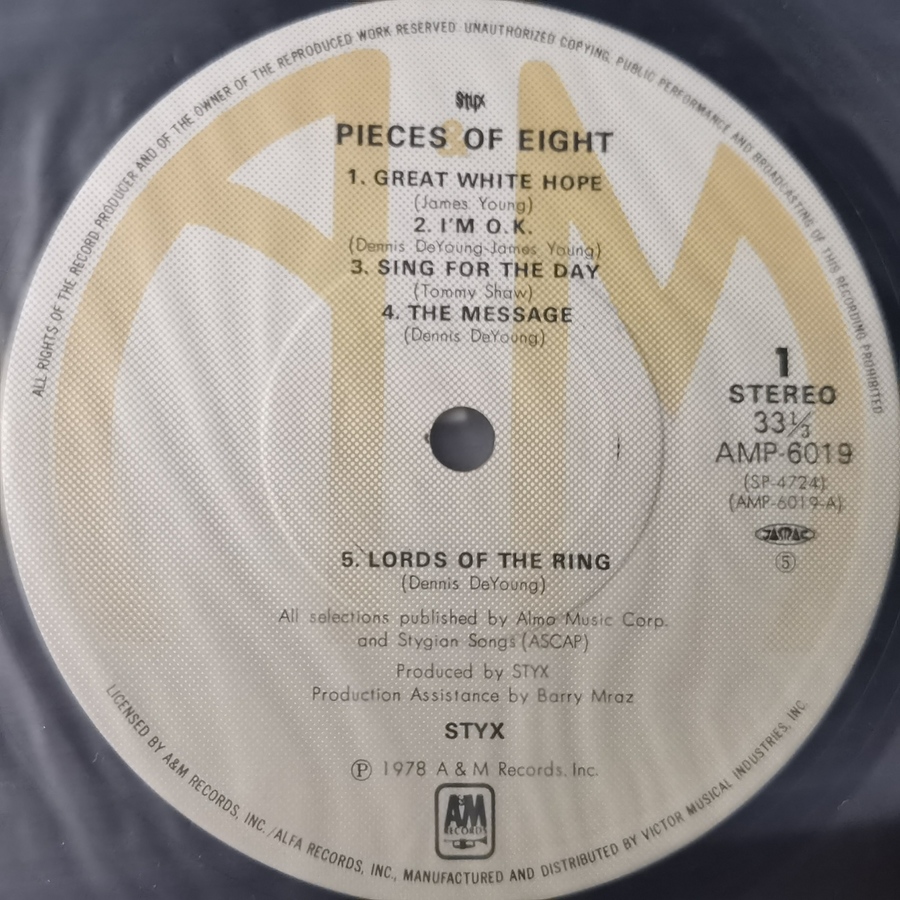 ALL RIGHTS OF THE RECORD PRODUCER AND OF THE OWNER OF THE REPRODUCED WORK RESERVED. UNAUTHORIZED COPYING, PUBLIC PERFORMANCE AND BROADCASTING OF THIS RECORDING PROHIBITED
Styx
PIECES OF EIGHT
1. GREAT WHITE HOPE
(James Young)
2. I'M O.K.
(Dennis DeYoung-James Young)
3. SING FOR THE DAY
(Tommy Shaw)
4. THE MESSAGE
(Dennis DeYoung)
1
STEREO
33⅓
AMP-6019
(SP-4724)
(AMP-6019-A)
JASRAC
⑤
5. LORDS OF THE RING
(Dennis DeYoung)
All selections published by Almo Music Corp.
and Stygian Songs (ASCAP)
Produced by STYX
Production Assistance by Barry Mraz
STYX
Ⓟ 1978 A & M Records, Inc.
A&M
RECORDS
LICENSED BY A&M RECORDS, INC./ALFA RECORDS, INC., MANUFACTURED AND DISTRIBUTED BY VICTOR MUSICAL INDUSTRIES, INC.